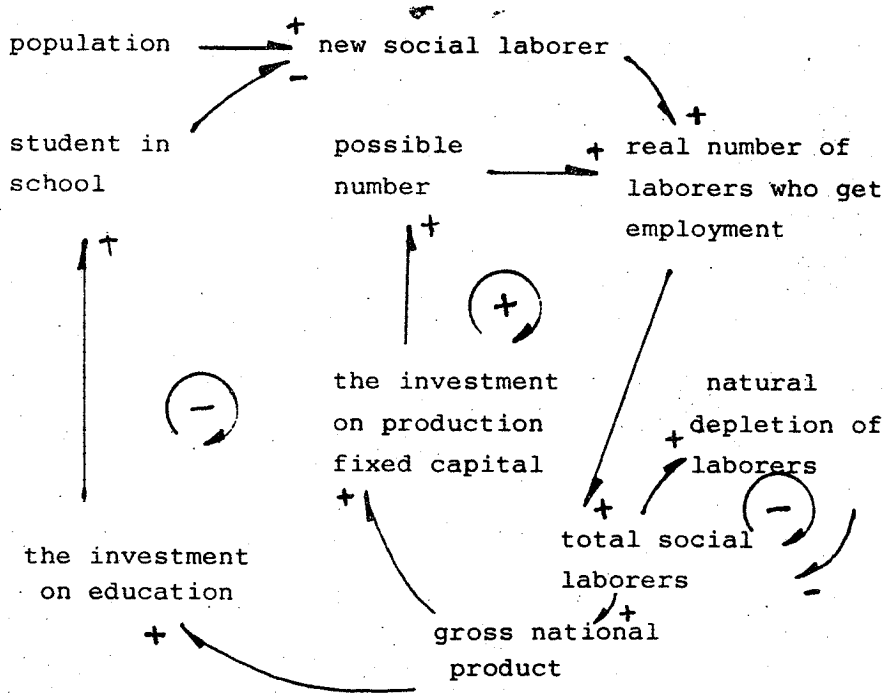 population
+
new social laborer
-
student in
school
+
possible
number
+
+
+
real number of
laborers who get
employment
+
-
the investment
on production
fixed capital
+
natural
depletion of
laborers
+
-
-
total social
laborers
+
+
the investment
on education
+
gross national
product